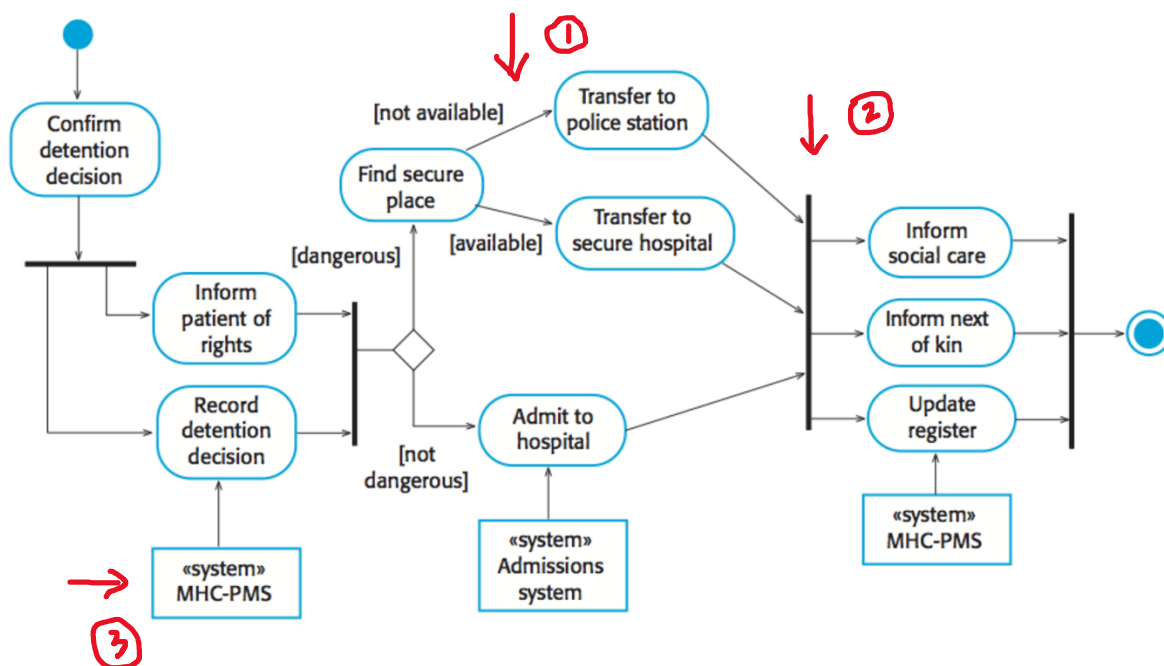 1
2
[not available]
Transfer to
police station
Confirm
detention
decision
Find secure
place
Transfer to
secure hospital
[available]
[dangerous]
Inform
social care
Inform
patient of
rights
Inform next
of kin
Record
detention
decision
Admit to
hospital
Update
register
[not
dangerous]
«system»
MHC-PMS
«system»
Admissions
system
«system»
MHC-PMS
3